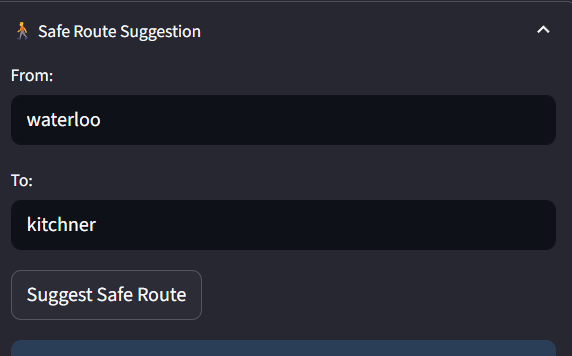 Safe Route Suggestion
From:
waterloo
To:
kitchner
Suggest Safe Route